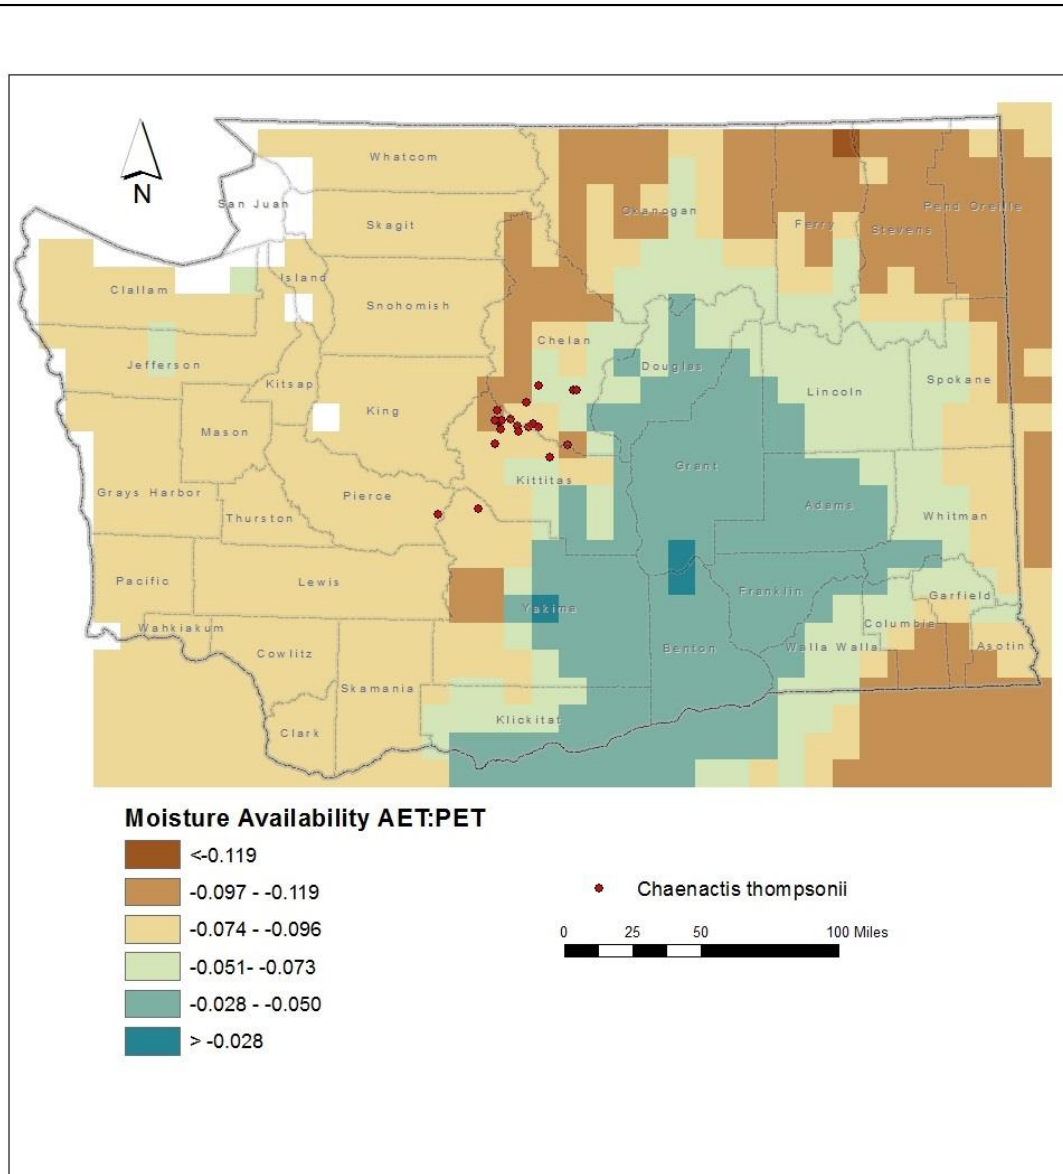 Whatcom
N
San Juan
Skagit
Okanogan
Pend Oreille
Ferry
Stevens
Island
Clallam
Snohomish
Chelan
Jefferson
Douglas
Kitsap
Spokane
King
Lincoln
Mason
Grant
Kittitas
Grays Harbor
Pierce
Adams
Thurston
Whitman
Pacific
Lewis
Franklin
Garfield
Yakima
Wahkiakum
Columbia
Cowlitz
Benton
Walla Walla
Asotin
Skamania
Klickitat
Clark
Moisture Availability AET:PET
<-0.119
-0.097 - -0.119
-0.074 - -0.096
-0.051- -0.073
-0.028 - -0.050
> -0.028
Chaenactis thompsonii
0 25 50 100 Miles